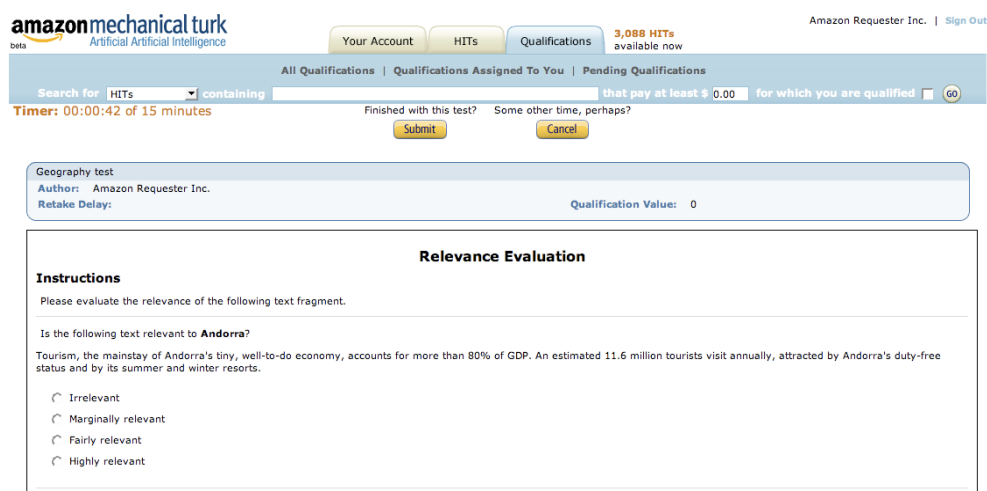 amazonmechanical turk
beta
Artificial Artificial Intelligence
Your Account
HITs
Qualifications
3,088 HITs
available now
Amazon Requester Inc. | Sign Out
All Qualifications | Qualifications Assigned To You | Pending Qualifications
Search for HITs containing that pay at least $ 0.00 for which you are qualified GO
Timer: 00:00:42 of 15 minutes
Finished with this test? Some other time, perhaps?
Submit Cancel
Geography test
Author: Amazon Requester Inc.
Retake Delay: Qualification Value: 0
Relevance Evaluation
Instructions
Please evaluate the relevance of the following text fragment.
Is the following text relevant to Andorra?
Tourism, the mainstay of Andorra's tiny, well-to-do economy, accounts for more than 80% of GDP. An estimated 11.6 million tourists visit annually, attracted by Andorra's duty-free
status and by its summer and winter resorts.
Irrelevant
Marginally relevant
Fairly relevant
Highly relevant